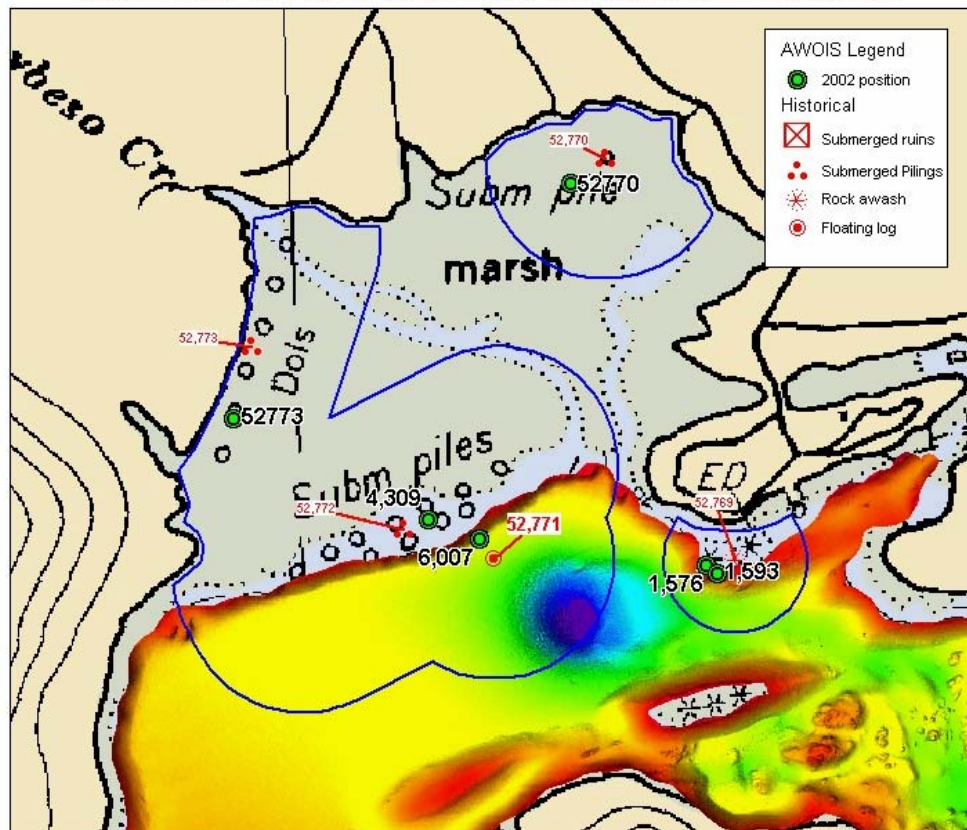 AWOIS Legend
2002 position
Historical
Submerged ruins
Submerged Pilings
Rock awash
Floating log
ybeso Cr
52,770
52770
Subm pile
marsh
52,773
Dols
52773
Subm piles
4,309
52,772
6,007
52,771
ED
52,769
1,576
1,593